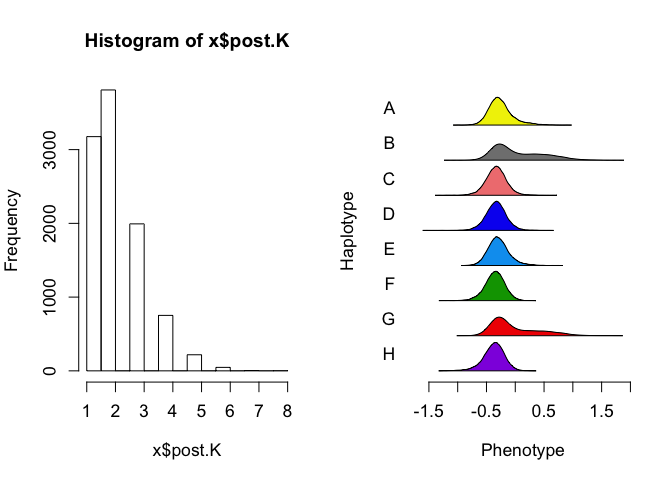 Histogram of x$post.K
Frequency
0
1000
2000
3000
1 2 3 4 5 6 7 8
x$post.K
Haplotype
A
B
C
D
E
F
G
H
-1.5 -0.5 0.5 1.5
Phenotype